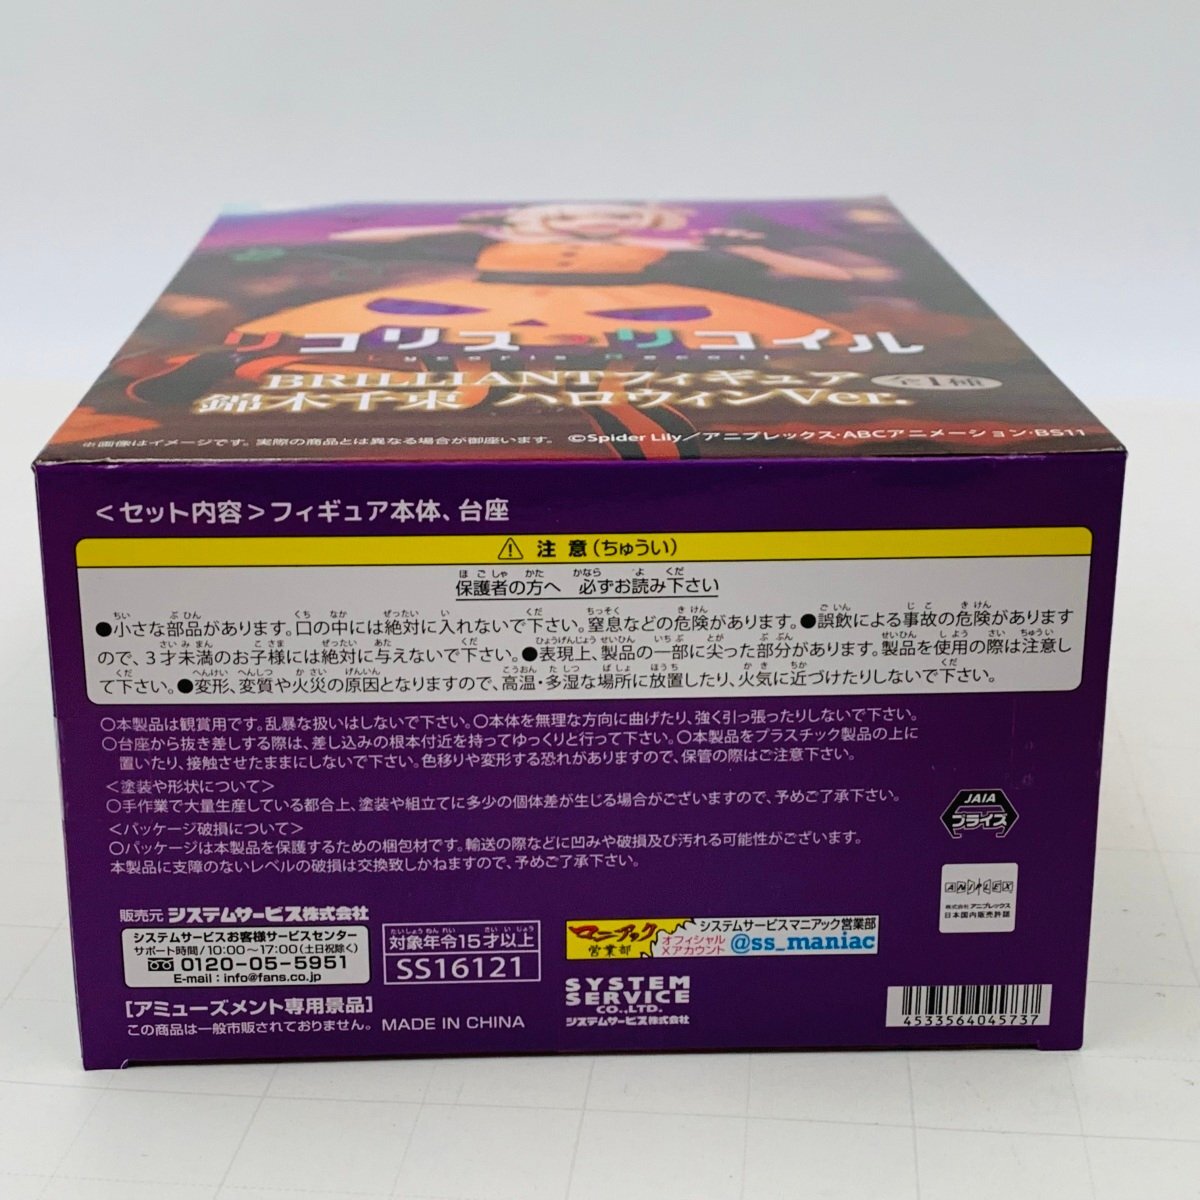 リコリス・リコイル
Lycoris Recoil
BRILLIANTフィギュア 全1種
錦木千束 ハロウィンVer.
※画像はイメージです。実際の商品とは異なる場合が御座います。 ©Spider Lily／アニプレックス・ABCアニメーション・BS11
＜セット内容＞フィギュア本体、台座
⚠ 注意（ちゅうい）
保護者の方へ 必ずお読み下さい
●小さな部品があります。口の中には絶対に入れないで下さい。窒息などの危険があります。●誤飲による事故の危険があります
ので、3才未満のお子様には絶対に与えないで下さい。●表現上、製品の一部に尖った部分があります。製品を使用の際は注意し
て下さい。●変形、変質や火災の原因となりますので、高温・多湿な場所に放置したり、火気に近づけたりしないで下さい。
○本製品は観賞用です。乱暴な扱いはしないで下さい。○本体を無理な方向に曲げたり、強く引っ張ったりしないで下さい。
○台座から抜き差しする際は、差し込みの根本付近を持ってゆっくりと行って下さい。○本製品をプラスチック製品の上に
置いたり、接触させたままにしないで下さい。色移りや変形する恐れがありますので、保管の際はご注意下さい。
＜塗装や形状について＞
○手作業で大量生産している都合上、塗装や組立てに多少の個体差が生じる場合がございますので、予めご了承下さい。
＜パッケージ破損について＞
○パッケージは本製品を保護するための梱包材です。輸送の際などに凹みや破損及び汚れる可能性がございます。
本製品に支障のないレベルの破損は交換致しかねますので、予めご了承下さい。
JAIA
プライズ
ANIPLEX
株式会社アニプレックス
日本国内販売許諾
販売元 システムサービス株式会社
システムサービスお客様サービスセンター
サポート時間/10:00〜17:00(土日祝除く)
0120-05-5951
E-mail：info@fans.co.jp
[アミューズメント専用景品]
この商品は一般市販されておりません。 MADE IN CHINA
対象年令15才以上
SS16121
マニアック
営業部
オフィシャル
Xアカウント
システムサービスマニアック営業部
@ss_maniac
SYSTEM
SERVICE
CO.,LTD.
システムサービス株式会社
4533564045737